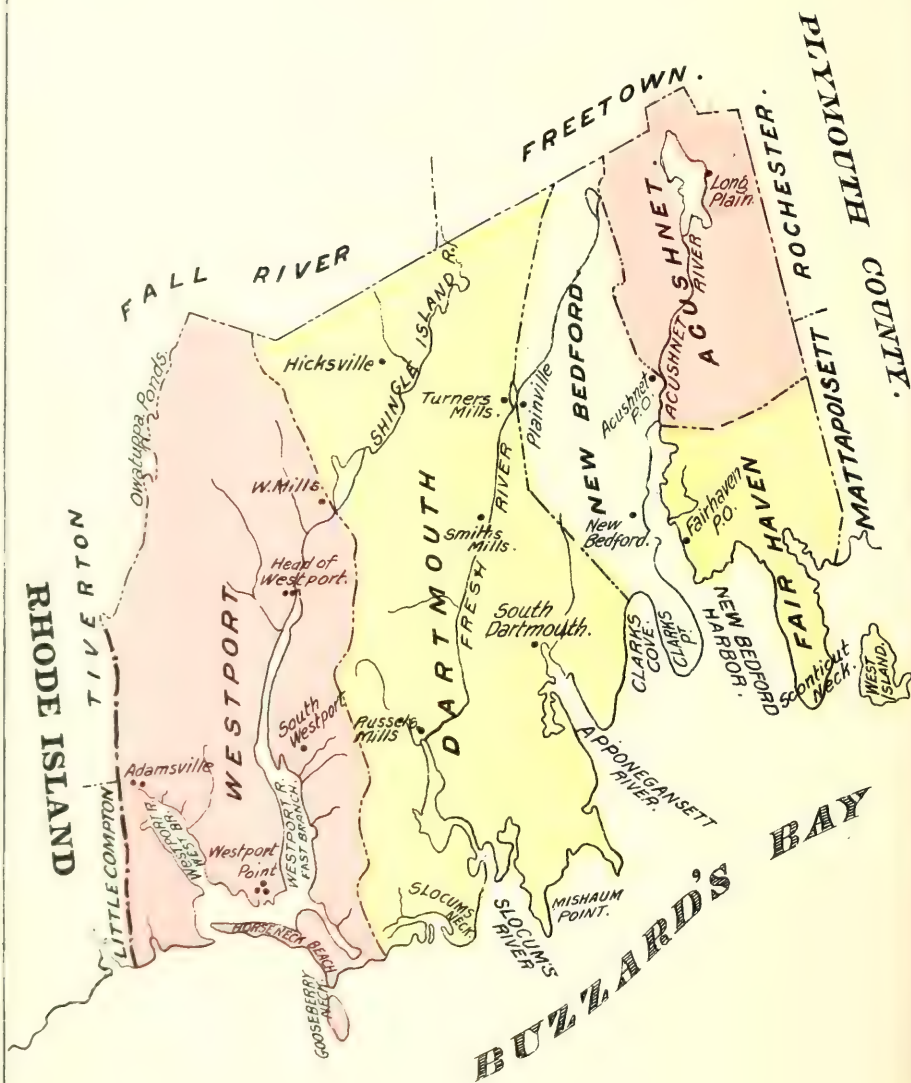 PLYMOUTH COUNTY.
FREETOWN.
ROCHESTER.
MATTAPOISETT
FALL RIVER
ACUSHNET.
Long
Plain.
ACUSHNET RIVER
SHINGLE ISLAND R.
Hicksville
Owatuppa Ponds.
Turners
Mills.
Plainville
NEW BEDFORD
Acushnet
P.O.
W. Mills.
DARTMOUTH
FRESH RIVER
Smiths
Mills.
New
Bedford.
Fairhaven
P.O.
FAIR HAVEN
Head of
Westport.
TIVERTON
RHODE ISLAND
WESTPORT
South
Dartmouth.
CLARKS
COVE.
CLARKS
PT.
NEW BEDFORD
HARBOR.
Sconticut
Neck.
WEST
ISLAND.
South
Westport.
Russels
Mills
APPONEGANSETT
RIVER.
Adamsville
WESTPORT R.
WEST BR.
WESTPORT R.
EAST BRANCH.
Westport
Point
LITTLE COMPTON
SLOCUMS
NECK
SLOCUM'S
RIVER
MISHAUM
POINT.
HORSENECK BEACH
GOOSEBERRY
NECK.
BUZZARD'S BAY